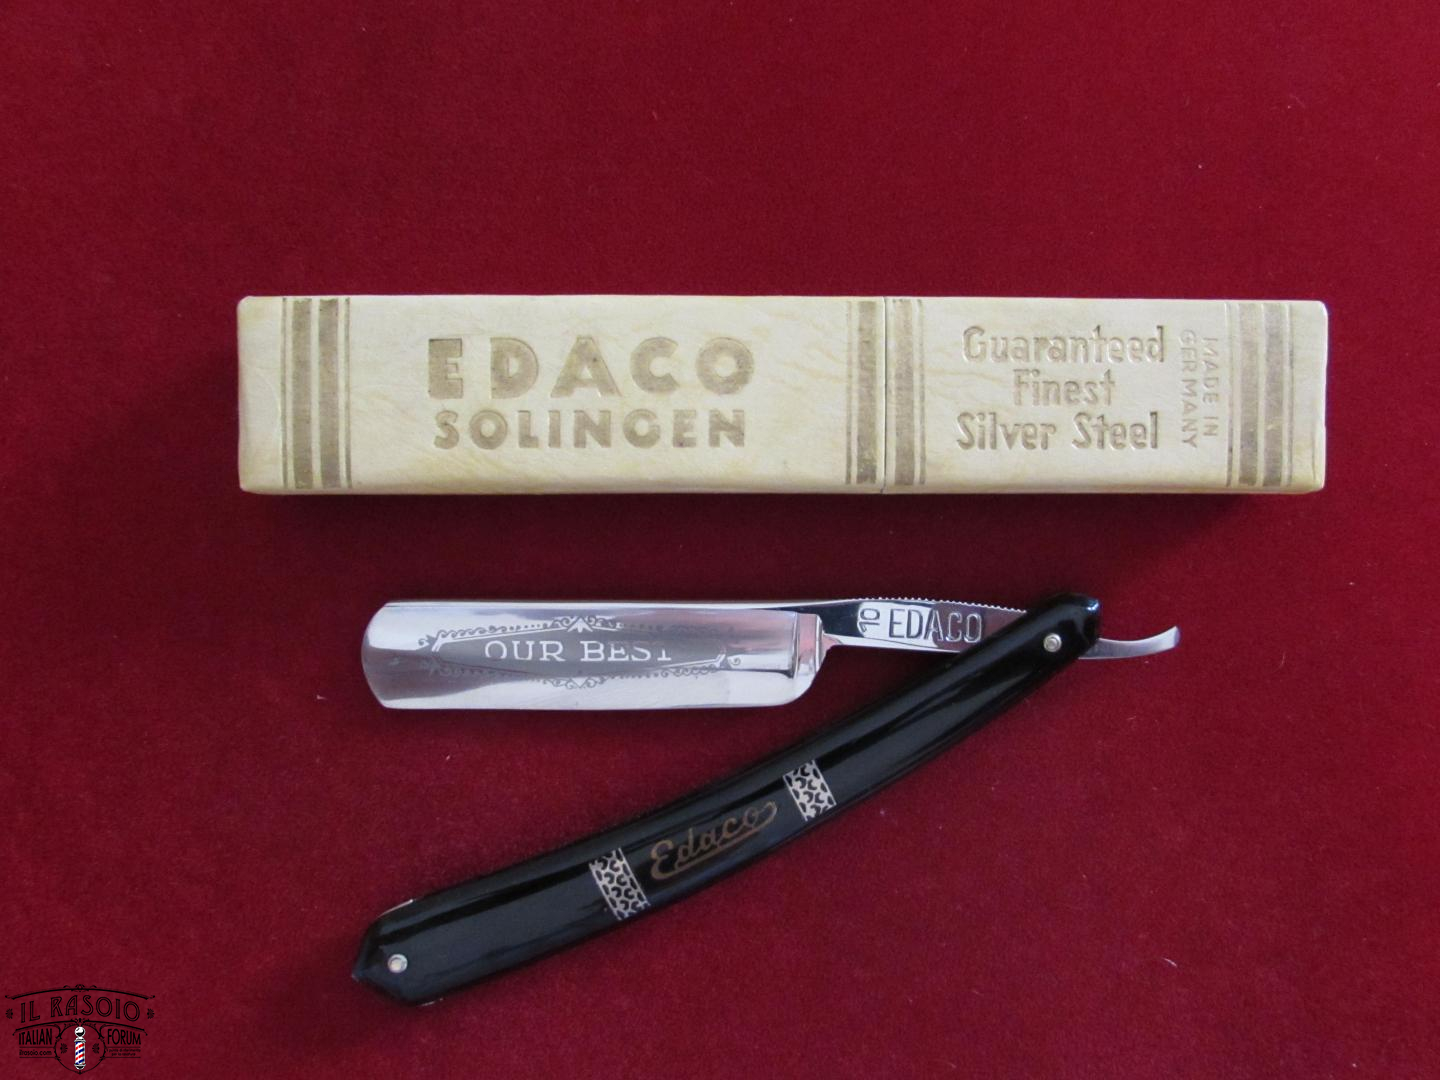 EDACO
SOLINGEN
Guaranteed
Finest
Silver Steel
MADE IN
GERMANY
OUR BEST
10 EDACO
Edaco
IL RASOIO
ITALIAN FORUM